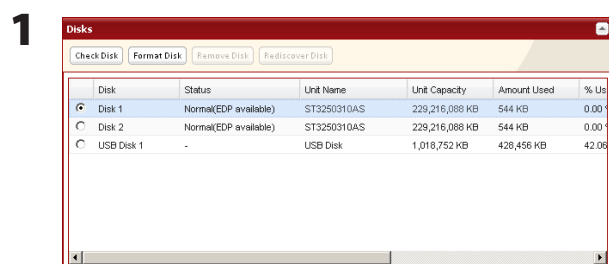 1
Disks
Check Disk Format Disk Remove Disk Rediscover Disk
Disk Status Unit Name Unit Capacity Amount Used % Us
Disk 1 Normal(EDP available) ST3250310AS 229,216,088 KB 544 KB 0.00
Disk 2 Normal(EDP available) ST3250310AS 229,216,088 KB 544 KB 0.00
USB Disk 1 - USB Disk 1,018,752 KB 428,456 KB 42.06